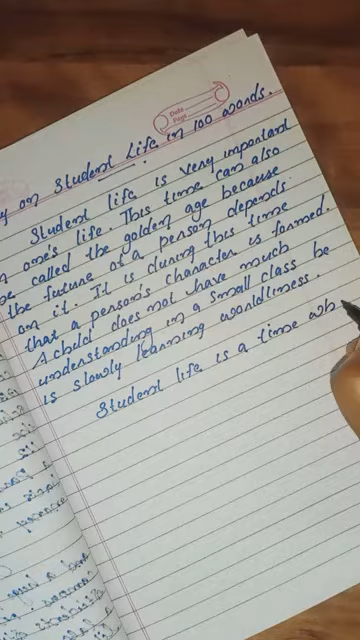 Date
Page
y on Student Life in 100 words.
Student life is very important
in one's life. This time can also
be called the golden age because
the future of a person depends
on it. It is during this time
that a person's character is formed.
A child does not have much
understanding in a small class be
is slowly learning worldliness.
Student life is a time wh